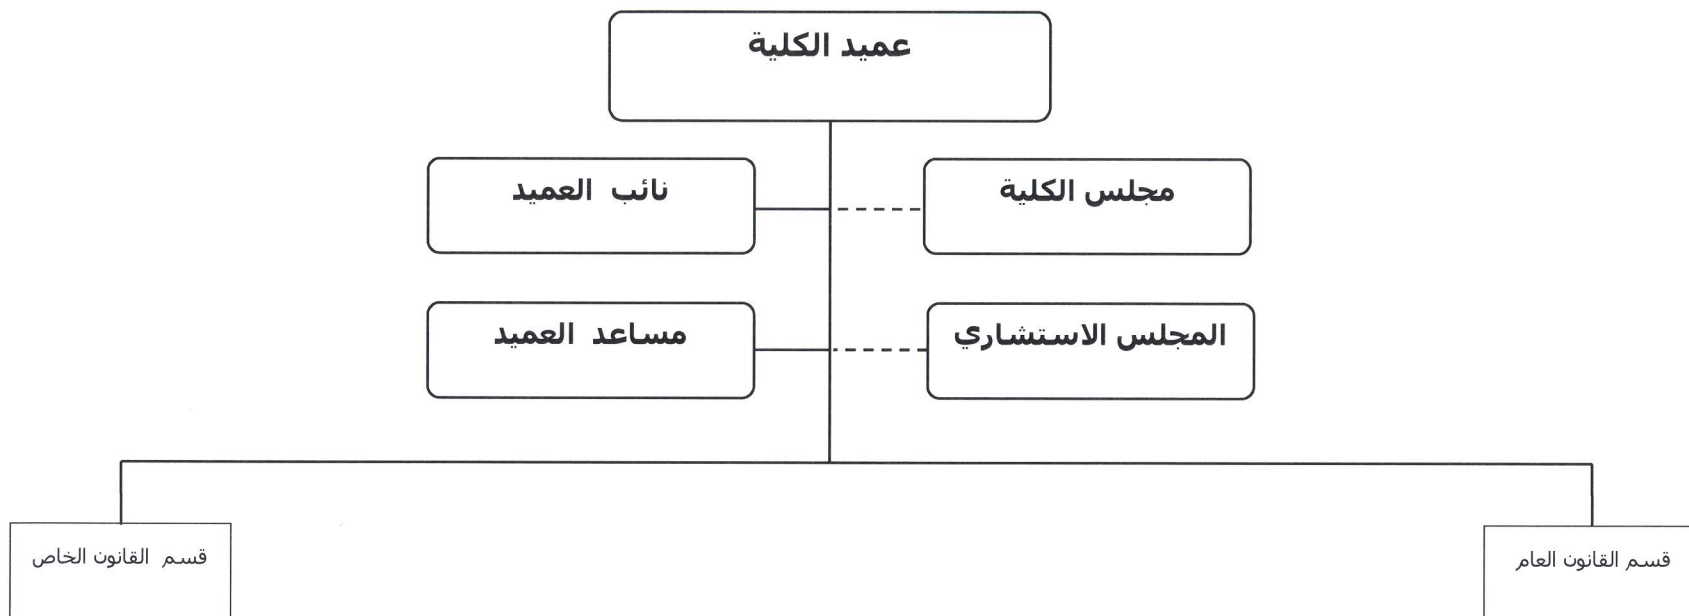 عميد الكلية
مجلس الكلية
نائب العميد
المجلس الاستشاري
مساعد العميد
قسم القانون العام
قسم القانون الخاص